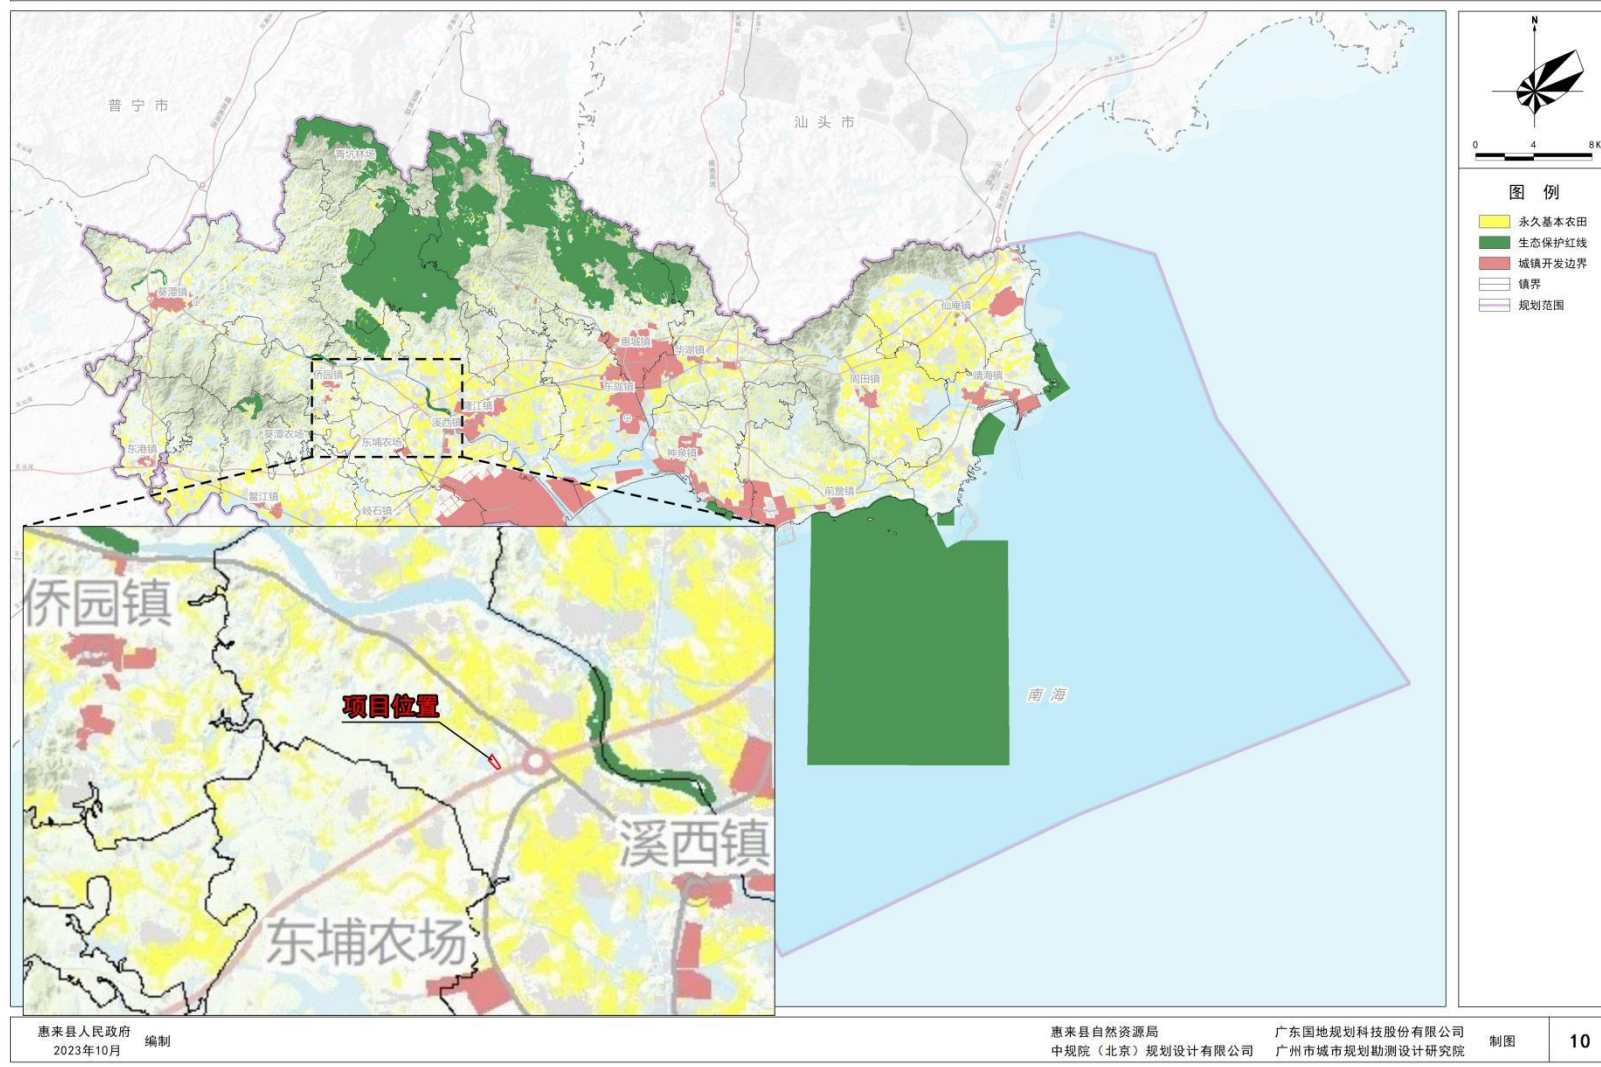 普宁市
汕头市
N
0 4 8K
图 例
永久基本农田
生态保护红线
城镇开发边界
镇界
规划范围
青坑林场
葵潭镇
仙庵镇
惠城镇
华湖镇
侨园镇
周田镇
靖海镇
东陇镇
隆江镇
溪西镇
葵潭农场
东埔农场
东港镇
神泉镇
鳌江镇
岐石镇
前詹镇
南海
侨园镇
项目位置
溪西镇
东埔农场
惠来县人民政府
2023年10月
编制
惠来县自然资源局
中规院（北京）规划设计有限公司
广东国地规划科技股份有限公司
广州市城市规划勘测设计研究院
制图
10